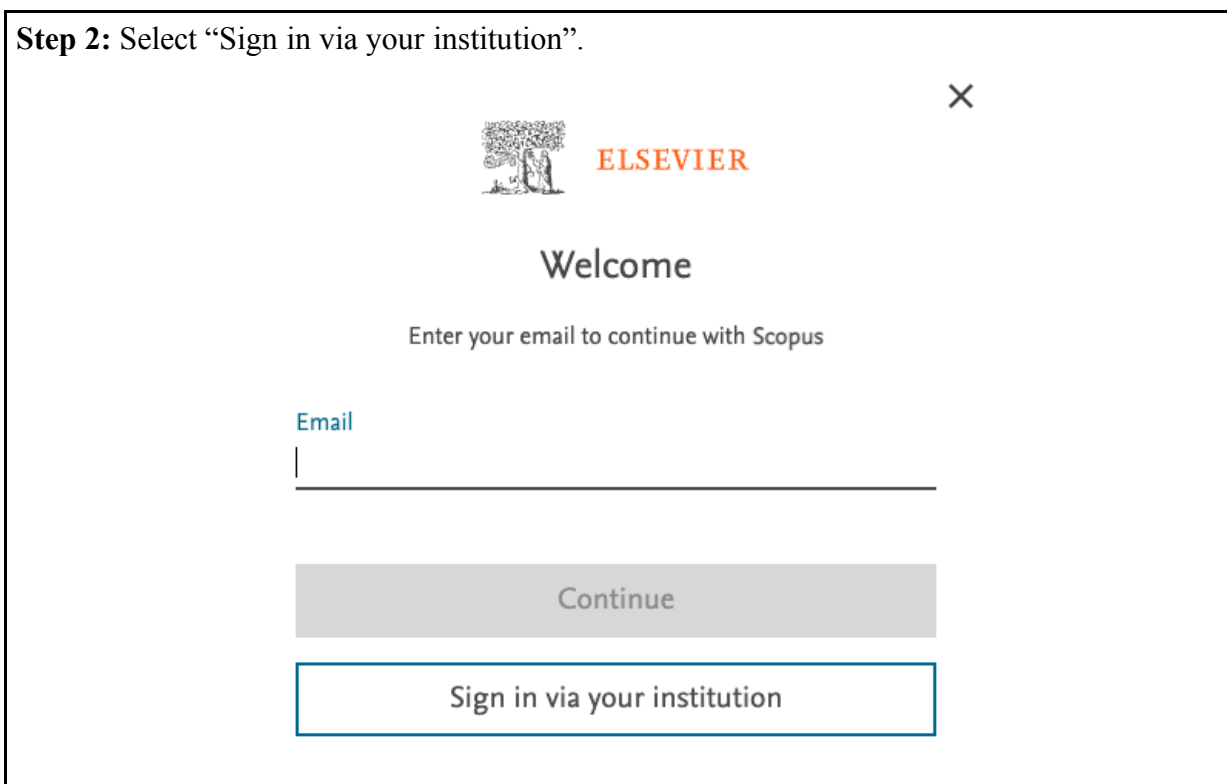 Step 2: Select “Sign in via your institution”.
ELSEVIER
Welcome
Enter your email to continue with Scopus
Email
Continue
Sign in via your institution